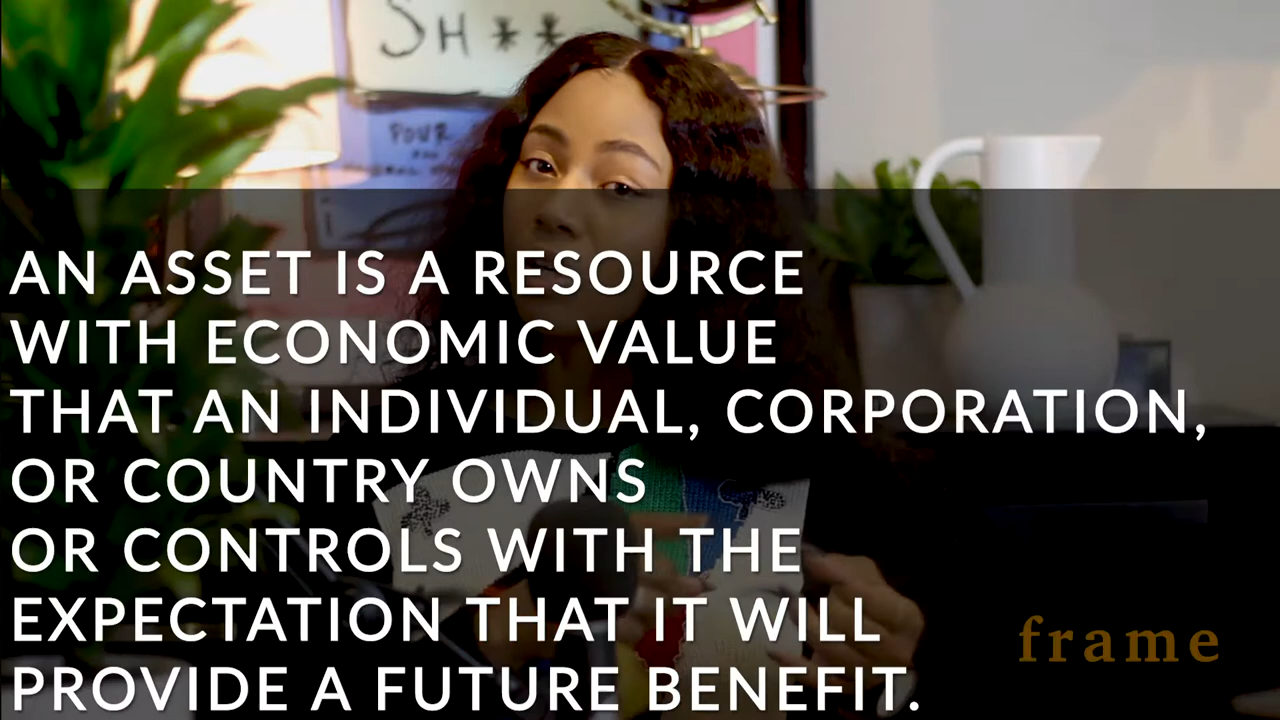 SH**
POUR
AN ASSET IS A RESOURCE
WITH ECONOMIC VALUE
THAT AN INDIVIDUAL, CORPORATION,
OR COUNTRY OWNS
OR CONTROLS WITH THE
EXPECTATION THAT IT WILL
PROVIDE A FUTURE BENEFIT.
frame